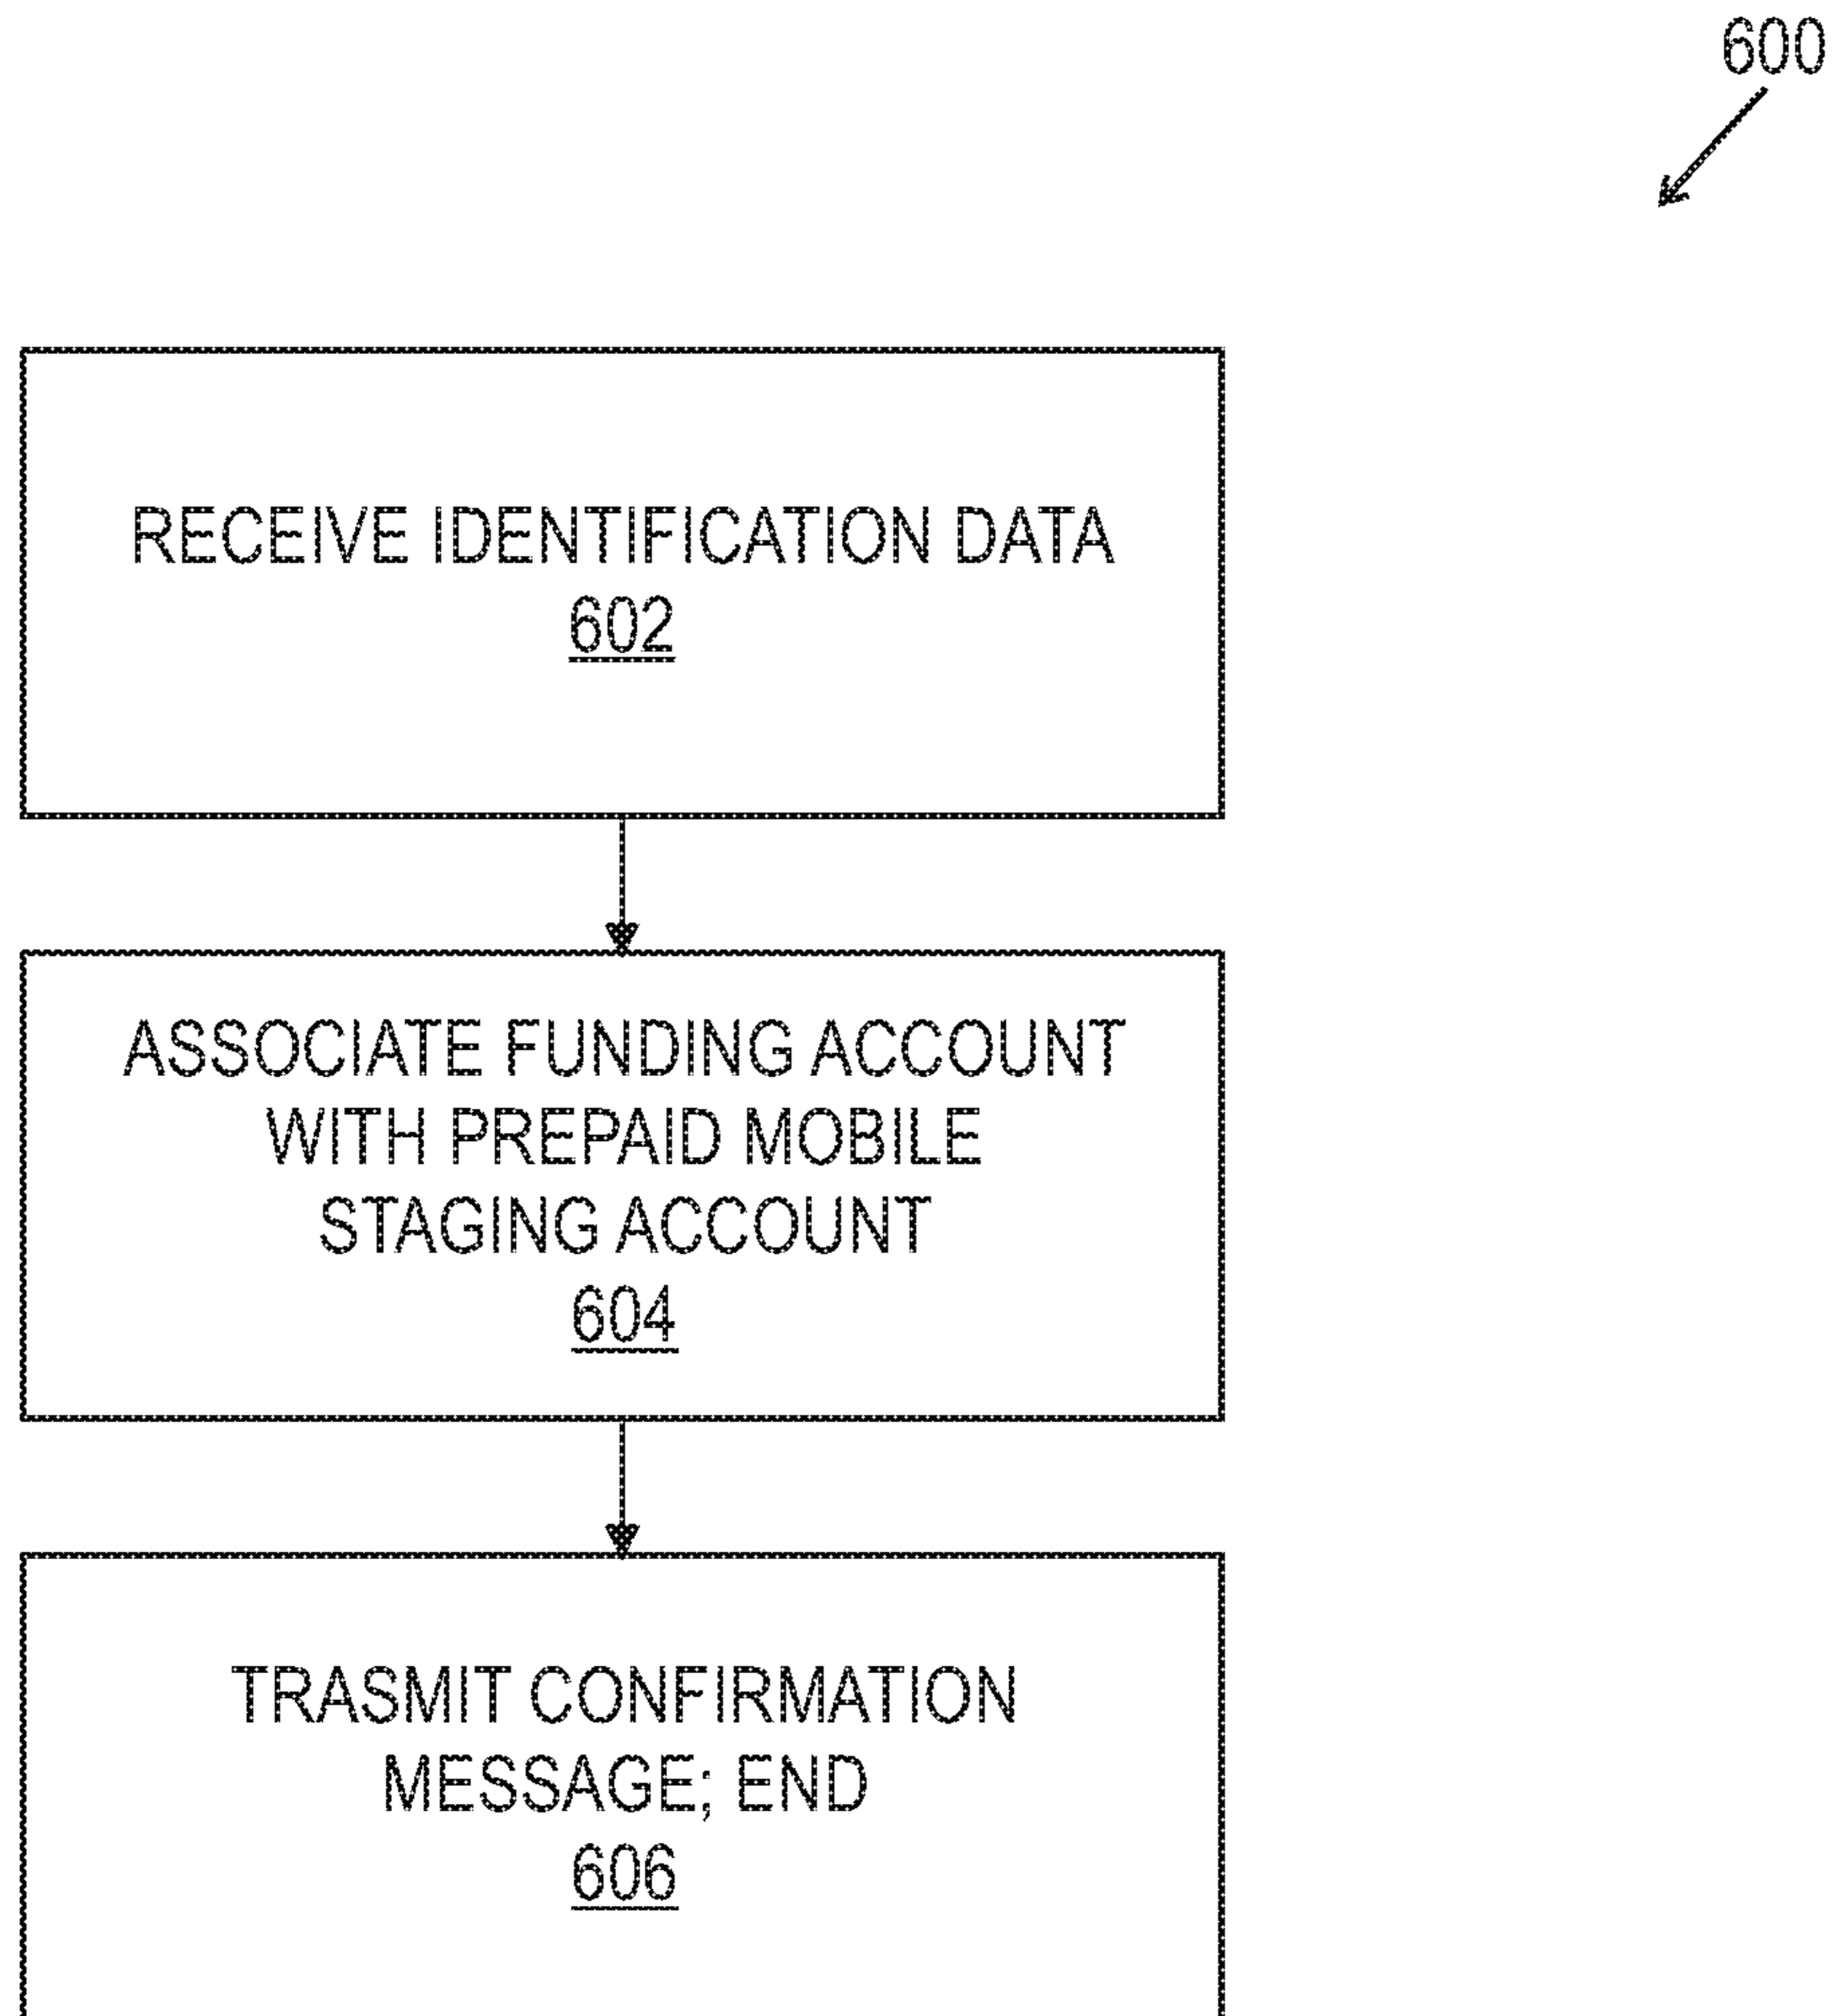 600
RECEIVE IDENTIFICATION DATA
602
ASSOCIATE FUNDING ACCOUNT
WITH PREPAID MOBILE
STAGING ACCOUNT
604
TRASMIT CONFIRMATION
MESSAGE; END
606